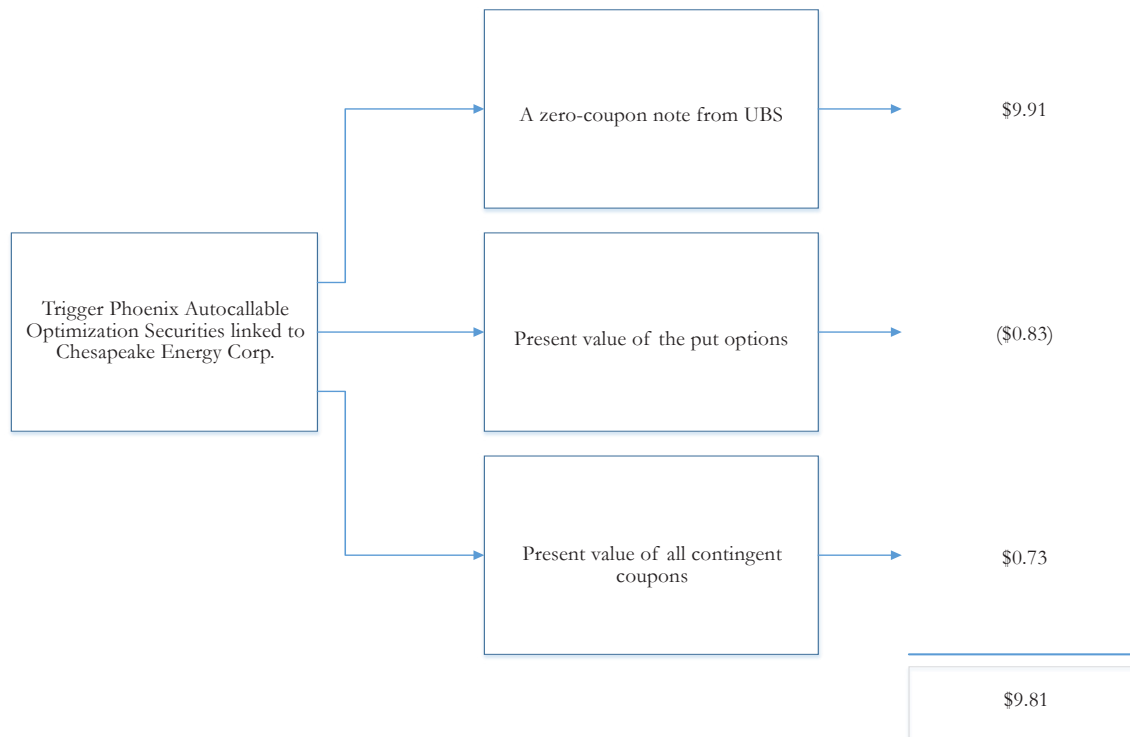 A zero-coupon note from UBS
$9.91
Trigger Phoenix Autocallable
Optimization Securities linked to
Chesapeake Energy Corp.
Present value of the put options
($0.83)
Present value of all contingent
coupons
$0.73
$9.81